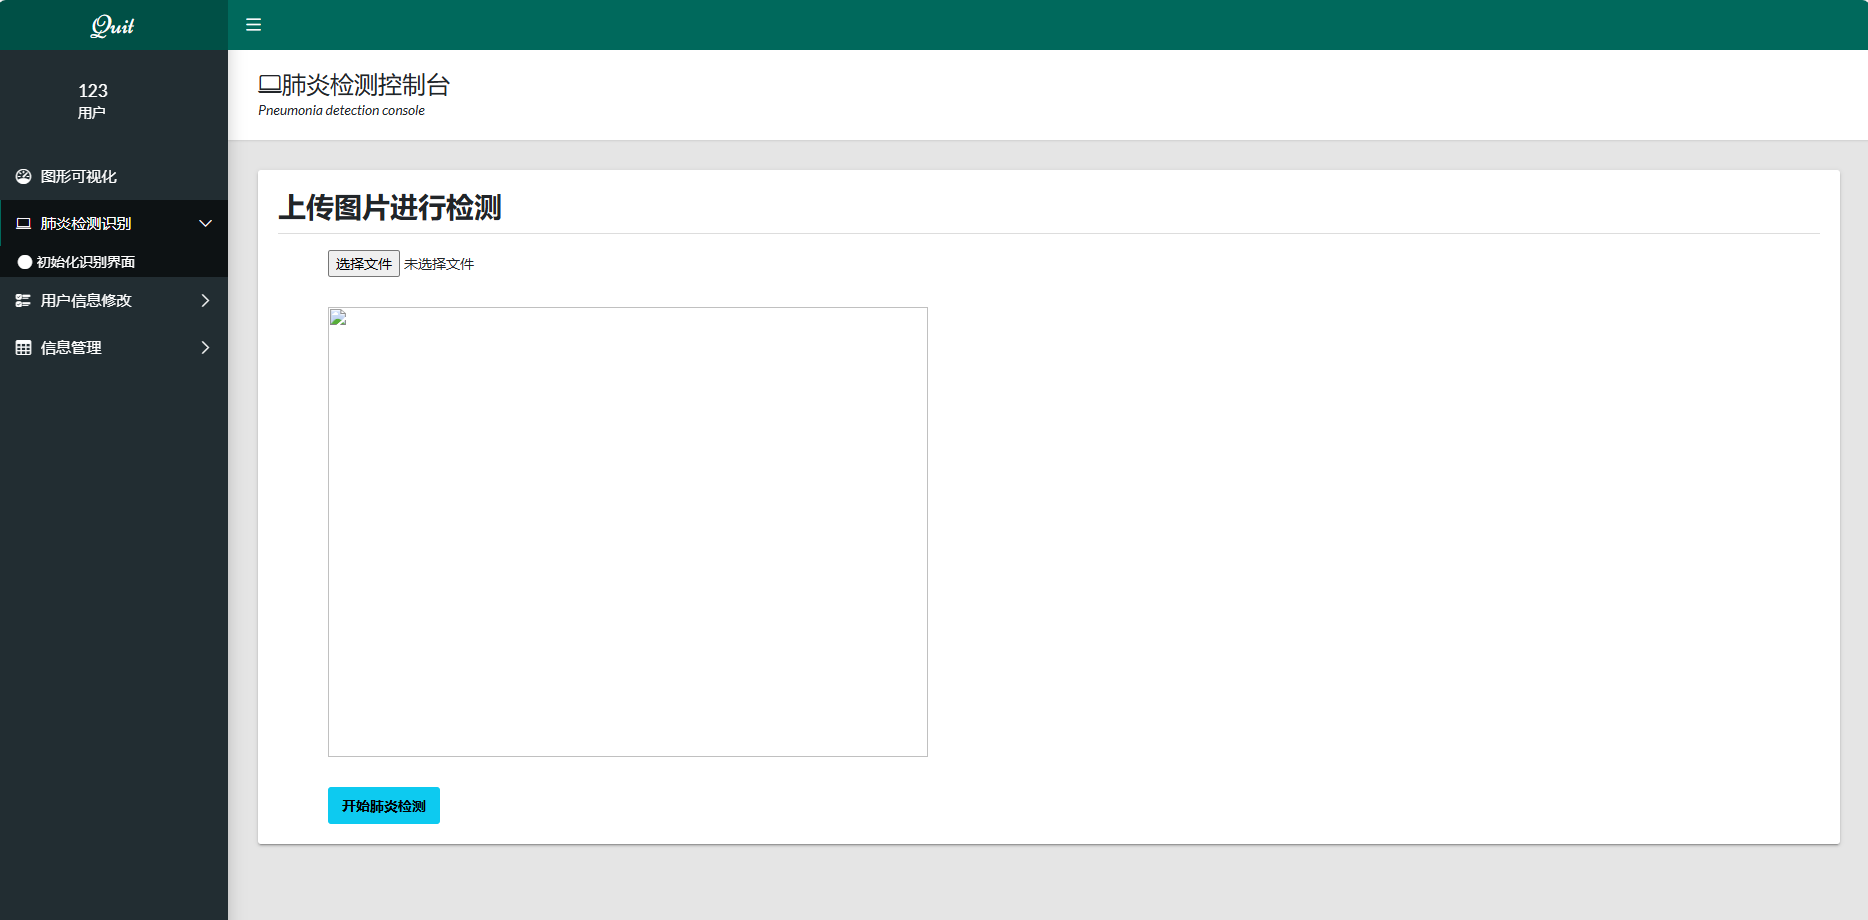 Quit
123
用户
图形可视化
肺炎检测识别
初始化识别界面
用户信息修改
信息管理
肺炎检测控制台
Pneumonia detection console
上传图片进行检测
选择文件 未选择文件
开始肺炎检测